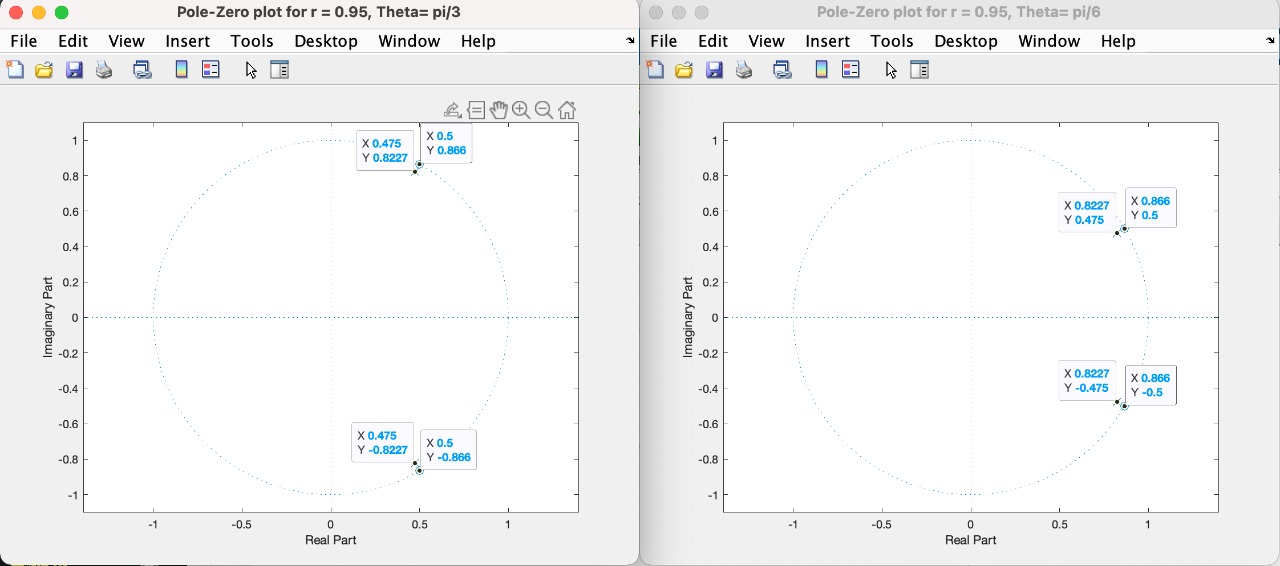 Pole-Zero plot for r = 0.95, Theta= pi/3
File Edit View Insert Tools Desktop Window Help
X 0.475
Y 0.8227
X 0.5
Y 0.866
X 0.475
Y -0.8227
X 0.5
Y -0.866
1
0.8
0.6
0.4
0.2
0
-0.2
-0.4
-0.6
-0.8
-1
Imaginary Part
-1 -0.5 0 0.5 1
Real Part
Pole-Zero plot for r = 0.95, Theta= pi/6
File Edit View Insert Tools Desktop Window Help
X 0.8227
Y 0.475
X 0.866
Y 0.5
X 0.8227
Y -0.475
X 0.866
Y -0.5
1
0.8
0.6
0.4
0.2
0
-0.2
-0.4
-0.6
-0.8
-1
Imaginary Part
-1 -0.5 0 0.5 1
Real Part